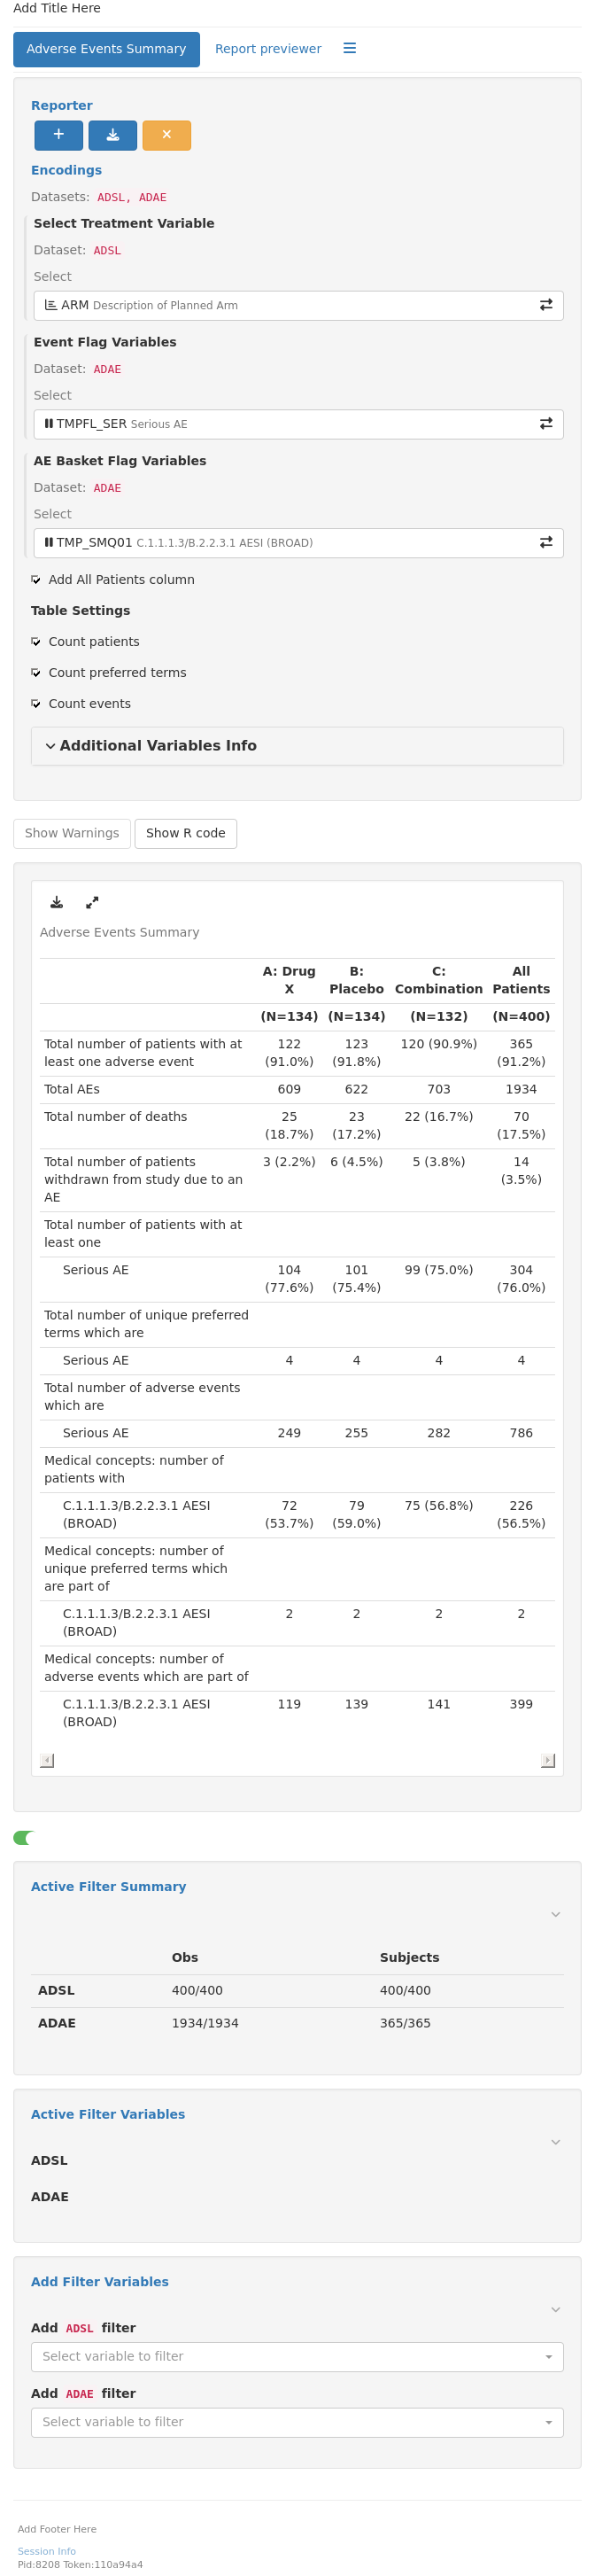 Add Title Here
Adverse Events Summary Report previewer
Reporter
Encodings
Datasets: ADSL, ADAE
Select Treatment Variable
Dataset: ADSL
Select
ARM Description of Planned Arm
Event Flag Variables
Dataset: ADAE
Select
TMPFL_SER Serious AE
AE Basket Flag Variables
Dataset: ADAE
Select
TMP_SMQ01 C.1.1.1.3/B.2.2.3.1 AESI (BROAD)
Add All Patients column
Table Settings
Count patients
Count preferred terms
Count events
Additional Variables Info
Show Warnings Show R code
Adverse Events Summary
A: Drug B: C: All
X Placebo Combination Patients
(N=134) (N=134) (N=132) (N=400)
Total number of patients with at 122 123 120 (90.9%) 365
least one adverse event (91.0%) (91.8%) (91.2%)
Total AEs 609 622 703 1934
Total number of deaths 25 23 22 (16.7%) 70
(18.7%) (17.2%) (17.5%)
Total number of patients 3 (2.2%) 6 (4.5%) 5 (3.8%) 14
withdrawn from study due to an (3.5%)
AE
Total number of patients with at
least one
Serious AE 104 101 99 (75.0%) 304
(77.6%) (75.4%) (76.0%)
Total number of unique preferred
terms which are
Serious AE 4 4 4 4
Total number of adverse events
which are
Serious AE 249 255 282 786
Medical concepts: number of
patients with
C.1.1.1.3/B.2.2.3.1 AESI 72 79 75 (56.8%) 226
(BROAD) (53.7%) (59.0%) (56.5%)
Medical concepts: number of
unique preferred terms which
are part of
C.1.1.1.3/B.2.2.3.1 AESI 2 2 2 2
(BROAD)
Medical concepts: number of
adverse events which are part of
C.1.1.1.3/B.2.2.3.1 AESI 119 139 141 399
(BROAD)
Active Filter Summary
Obs Subjects
ADSL 400/400 400/400
ADAE 1934/1934 365/365
Active Filter Variables
ADSL
ADAE
Add Filter Variables
Add ADSL filter
Select variable to filter
Add ADAE filter
Select variable to filter
Add Footer Here
Session Info
Pid:8208 Token:110a94a4